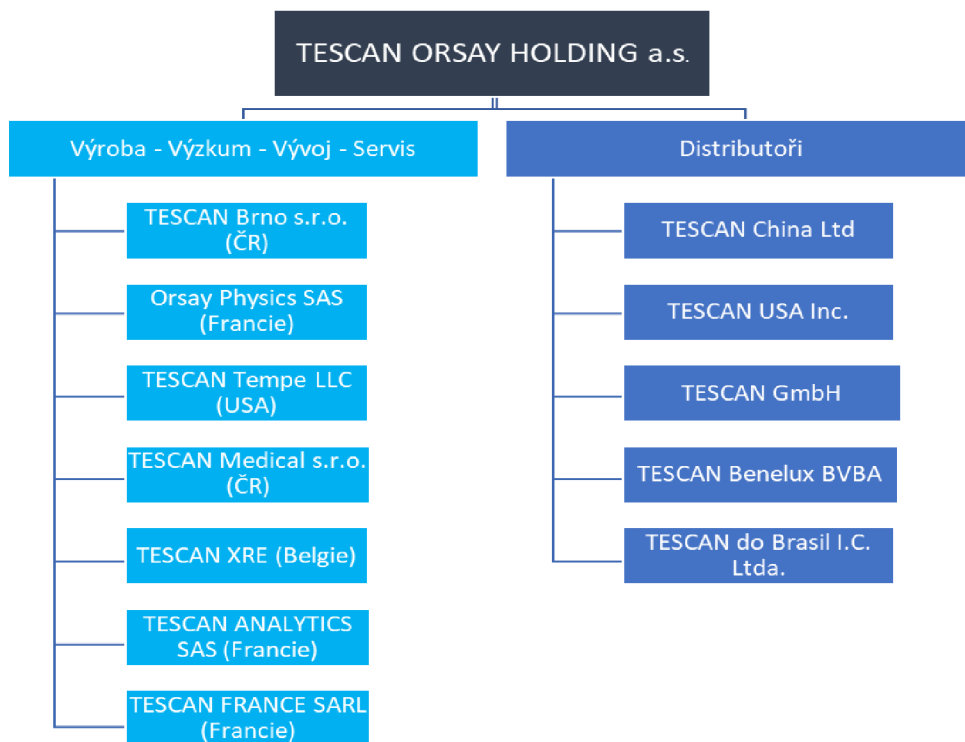 TESCAN ORSAY HOLDING a.s.
Výroba - Výzkum - Vývoj - Servis
TESCAN Brno s.r.o.
(ČR)
Orsay Physics SAS
(Francie)
TESCAN Tempe LLC
(USA)
TESCAN Medical s.r.o.
(ČR)
TESCAN XRE (Belgie)
TESCAN ANALYTICS
SAS (Francie)
TESCAN FRANCE SARL
(Francie)
Distributoři
TESCAN China Ltd
TESCAN USA Inc.
TESCAN GmbH
TESCAN Benelux BVBA
TESCAN do Brasil I.C.
Ltda.